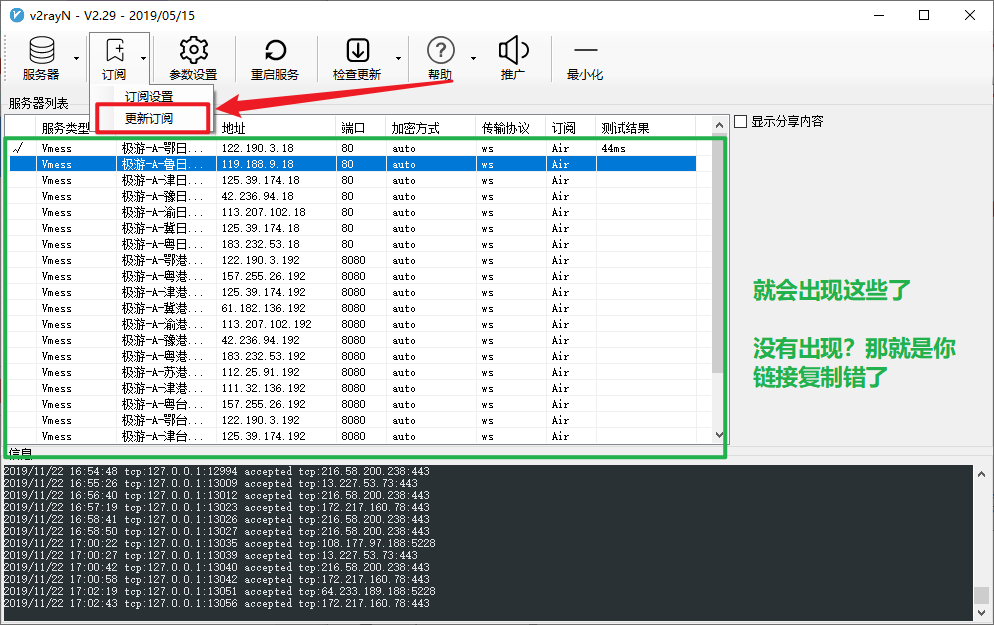 v2rayN - V2.29 - 2019/05/15
服务器 订阅 参数设置 重启服务 检查更新 帮助 推广 最小化
订阅设置
更新订阅
服务器列表
服务类型 地址 端口 加密方式 传输协议 订阅 测试结果
显示分享内容
Vmess 极游-A-鄂日... 122.190.3.18 80 auto ws Air 44ms
Vmess 极游-A-鲁日... 119.188.9.18 80 auto ws Air
Vmess 极游-A-津日... 125.39.174.18 80 auto ws Air
Vmess 极游-A-豫日... 42.236.94.18 80 auto ws Air
Vmess 极游-A-渝日... 113.207.102.18 80 auto ws Air
Vmess 极游-A-冀日... 125.39.174.18 80 auto ws Air
Vmess 极游-A-粤日... 183.232.53.18 80 auto ws Air
Vmess 极游-A-鄂港... 122.190.3.192 8080 auto ws Air
Vmess 极游-A-粤港... 157.255.26.192 8080 auto ws Air
Vmess 极游-A-津港... 125.39.174.192 8080 auto ws Air
Vmess 极游-A-冀港... 61.182.136.192 8080 auto ws Air
Vmess 极游-A-渝港... 113.207.102.192 8080 auto ws Air
Vmess 极游-A-豫港... 42.236.94.192 8080 auto ws Air
Vmess 极游-A-粤港... 183.232.53.192 8080 auto ws Air
Vmess 极游-A-苏港... 112.25.91.192 8080 auto ws Air
Vmess 极游-A-津港... 111.32.136.192 8080 auto ws Air
Vmess 极游-A-粤台... 157.255.26.192 8080 auto ws Air
Vmess 极游-A-鄂台... 122.190.3.192 8080 auto ws Air
Vmess 极游-A-津台... 125.39.174.192 8080 auto ws Air
就会出现这些了
没有出现？那就是你
链接复制错了
信息
2019/11/22 16:54:48 tcp:127.0.0.1:12994 accepted tcp:216.58.200.238:443
2019/11/22 16:55:26 tcp:127.0.0.1:13009 accepted tcp:13.227.53.73:443
2019/11/22 16:56:40 tcp:127.0.0.1:13012 accepted tcp:216.58.200.238:443
2019/11/22 16:57:19 tcp:127.0.0.1:13023 accepted tcp:172.217.160.78:443
2019/11/22 16:58:41 tcp:127.0.0.1:13026 accepted tcp:216.58.200.238:443
2019/11/22 16:58:50 tcp:127.0.0.1:13027 accepted tcp:216.58.200.238:443
2019/11/22 17:00:22 tcp:127.0.0.1:13035 accepted tcp:108.177.97.188:5228
2019/11/22 17:00:27 tcp:127.0.0.1:13039 accepted tcp:13.227.53.73:443
2019/11/22 17:00:42 tcp:127.0.0.1:13040 accepted tcp:216.58.200.238:443
2019/11/22 17:00:58 tcp:127.0.0.1:13042 accepted tcp:172.217.160.78:443
2019/11/22 17:02:19 tcp:127.0.0.1:13051 accepted tcp:64.233.189.188:5228
2019/11/22 17:02:43 tcp:127.0.0.1:13056 accepted tcp:172.217.160.78:443